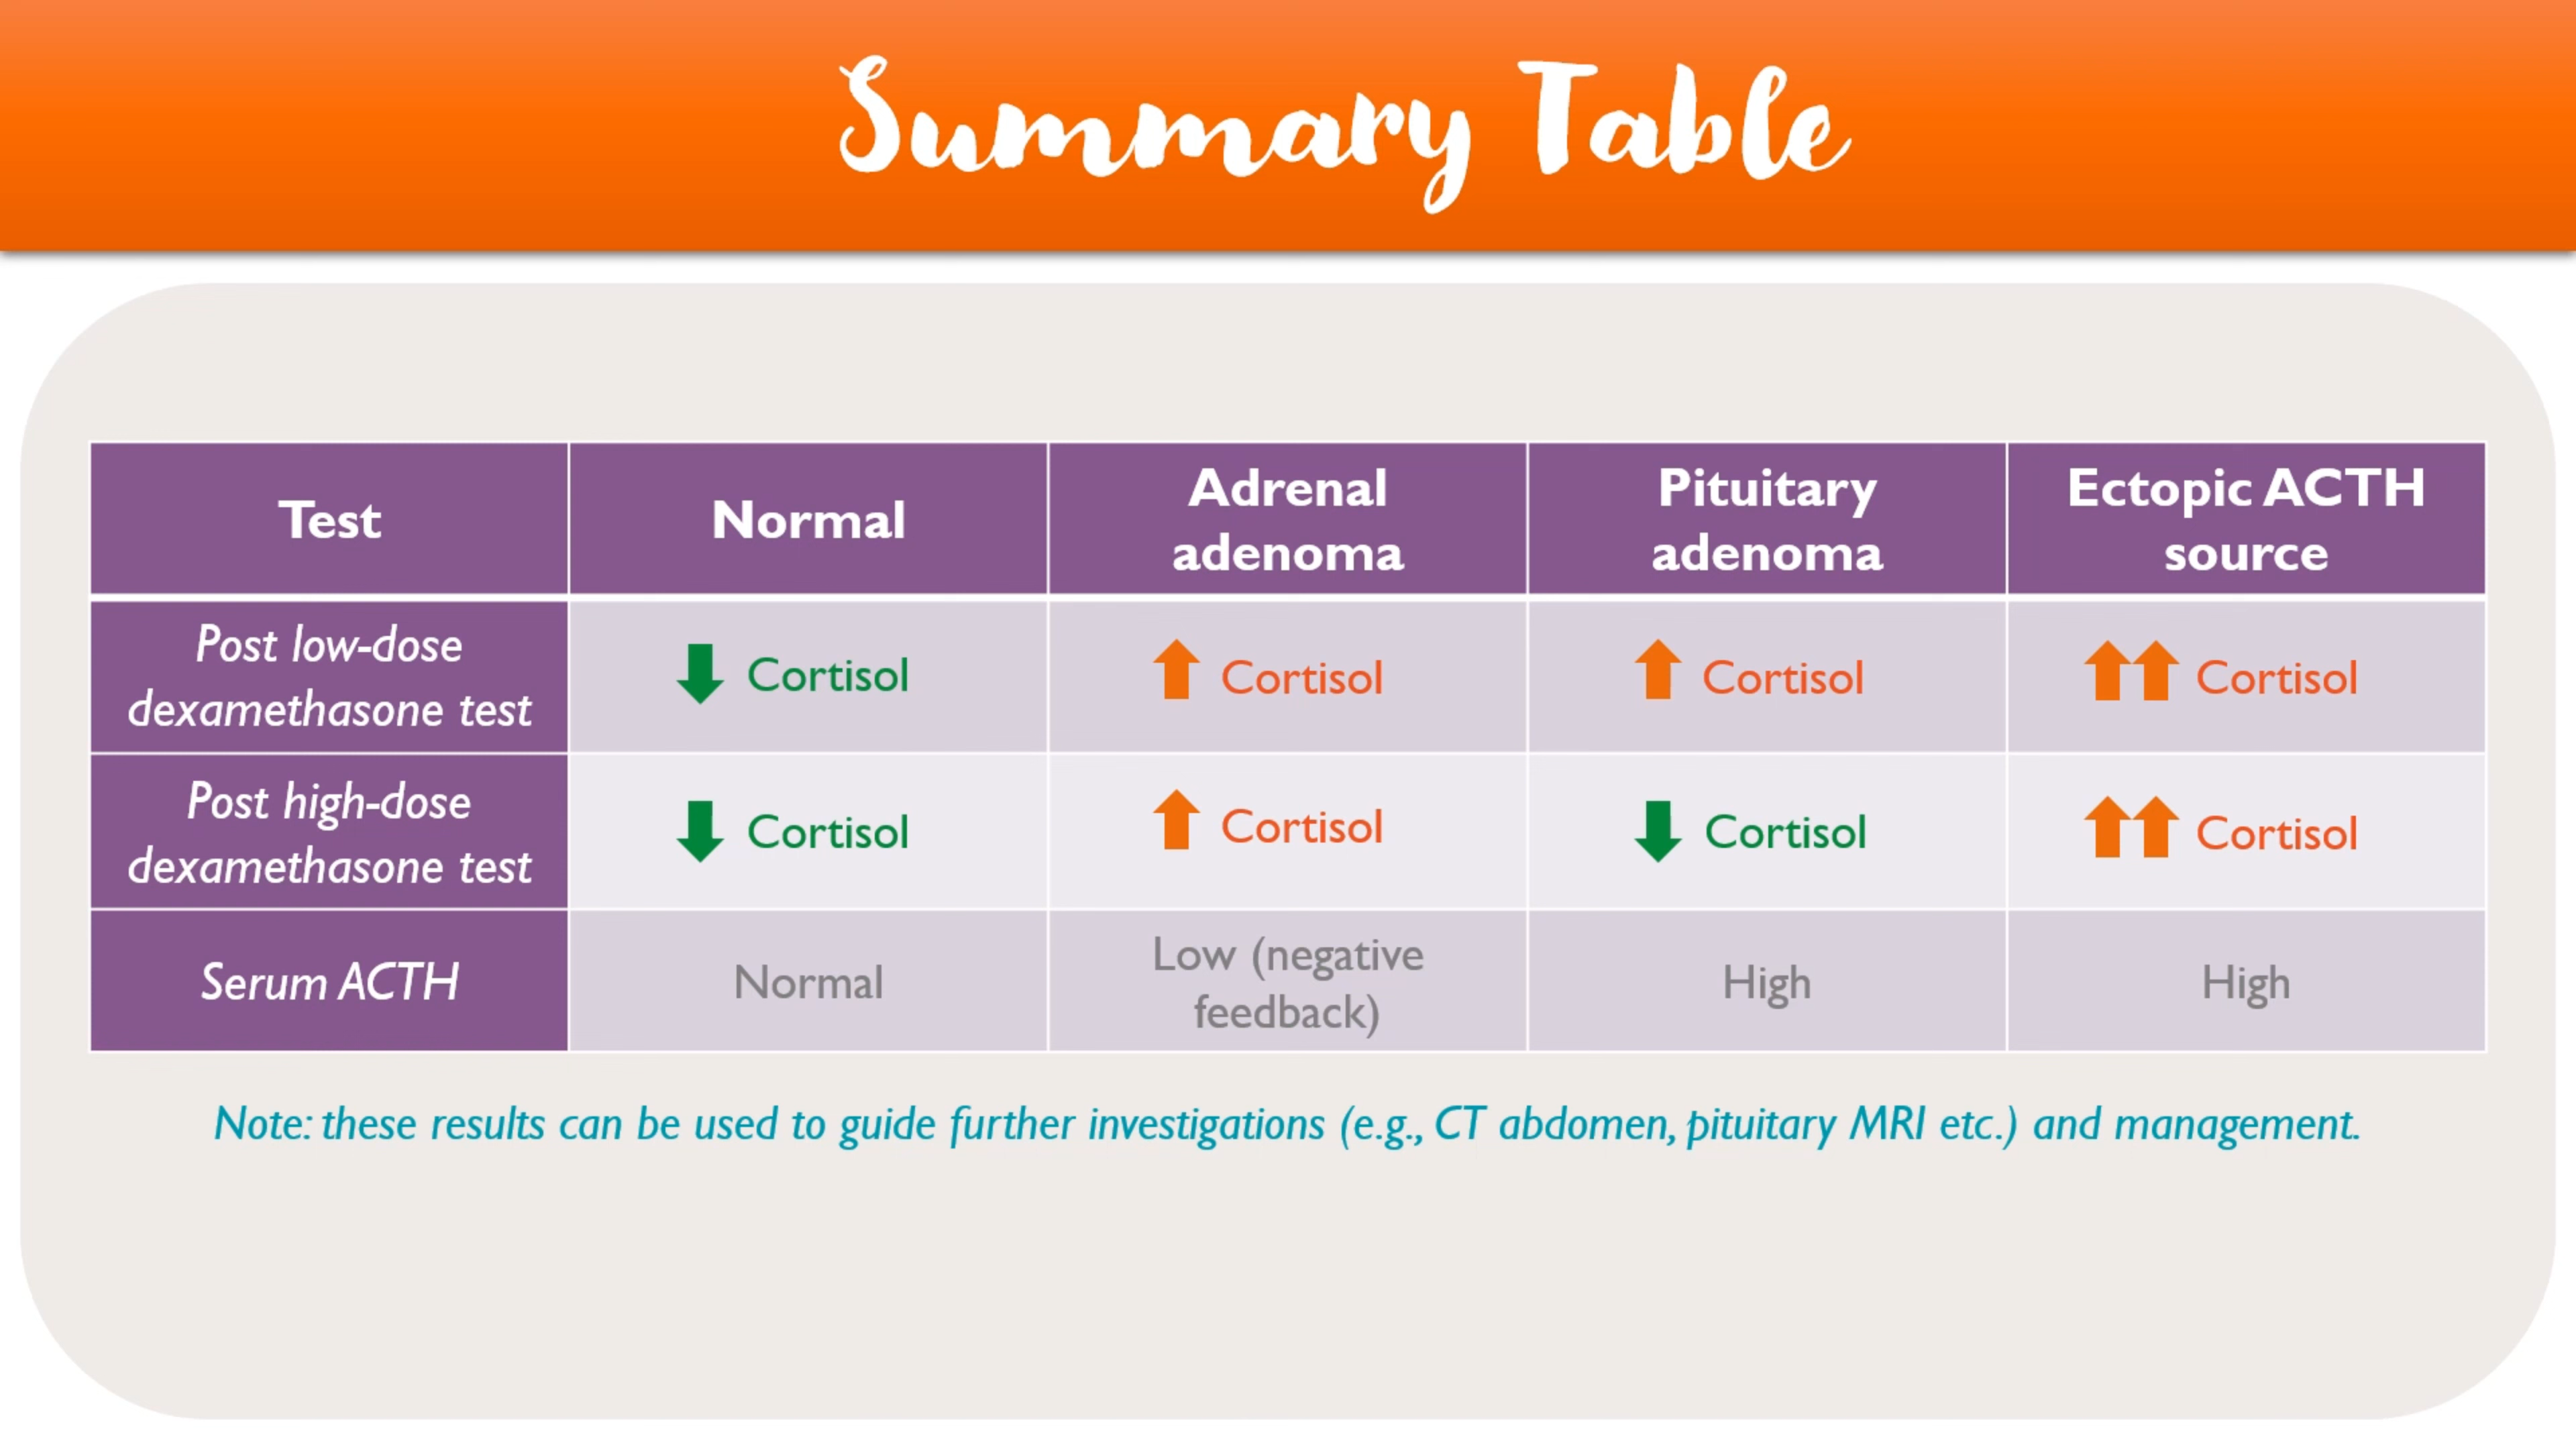 Summary Table
Test
Normal
Adrenal
adenoma
Pituitary
adenoma
Ectopic ACTH
source
Post low-dose
dexamethasone test
Cortisol
Cortisol
Cortisol
Cortisol
Post high-dose
dexamethasone test
Cortisol
Cortisol
Cortisol
Cortisol
Serum ACTH
Normal
Low (negative
feedback)
High
High
Note: these results can be used to guide further investigations (e.g., CT abdomen, pituitary MRI etc.) and management.